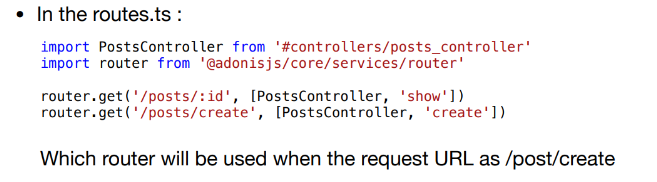 • In the routes.ts :
import PostsController from '#controllers/posts_controller'
import router from '@adonisjs/core/services/router'
router.get('/posts/:id', [PostsController, 'show'])
router.get('/posts/create', [PostsController, 'create'])
Which router will be used when the request URL as /post/create